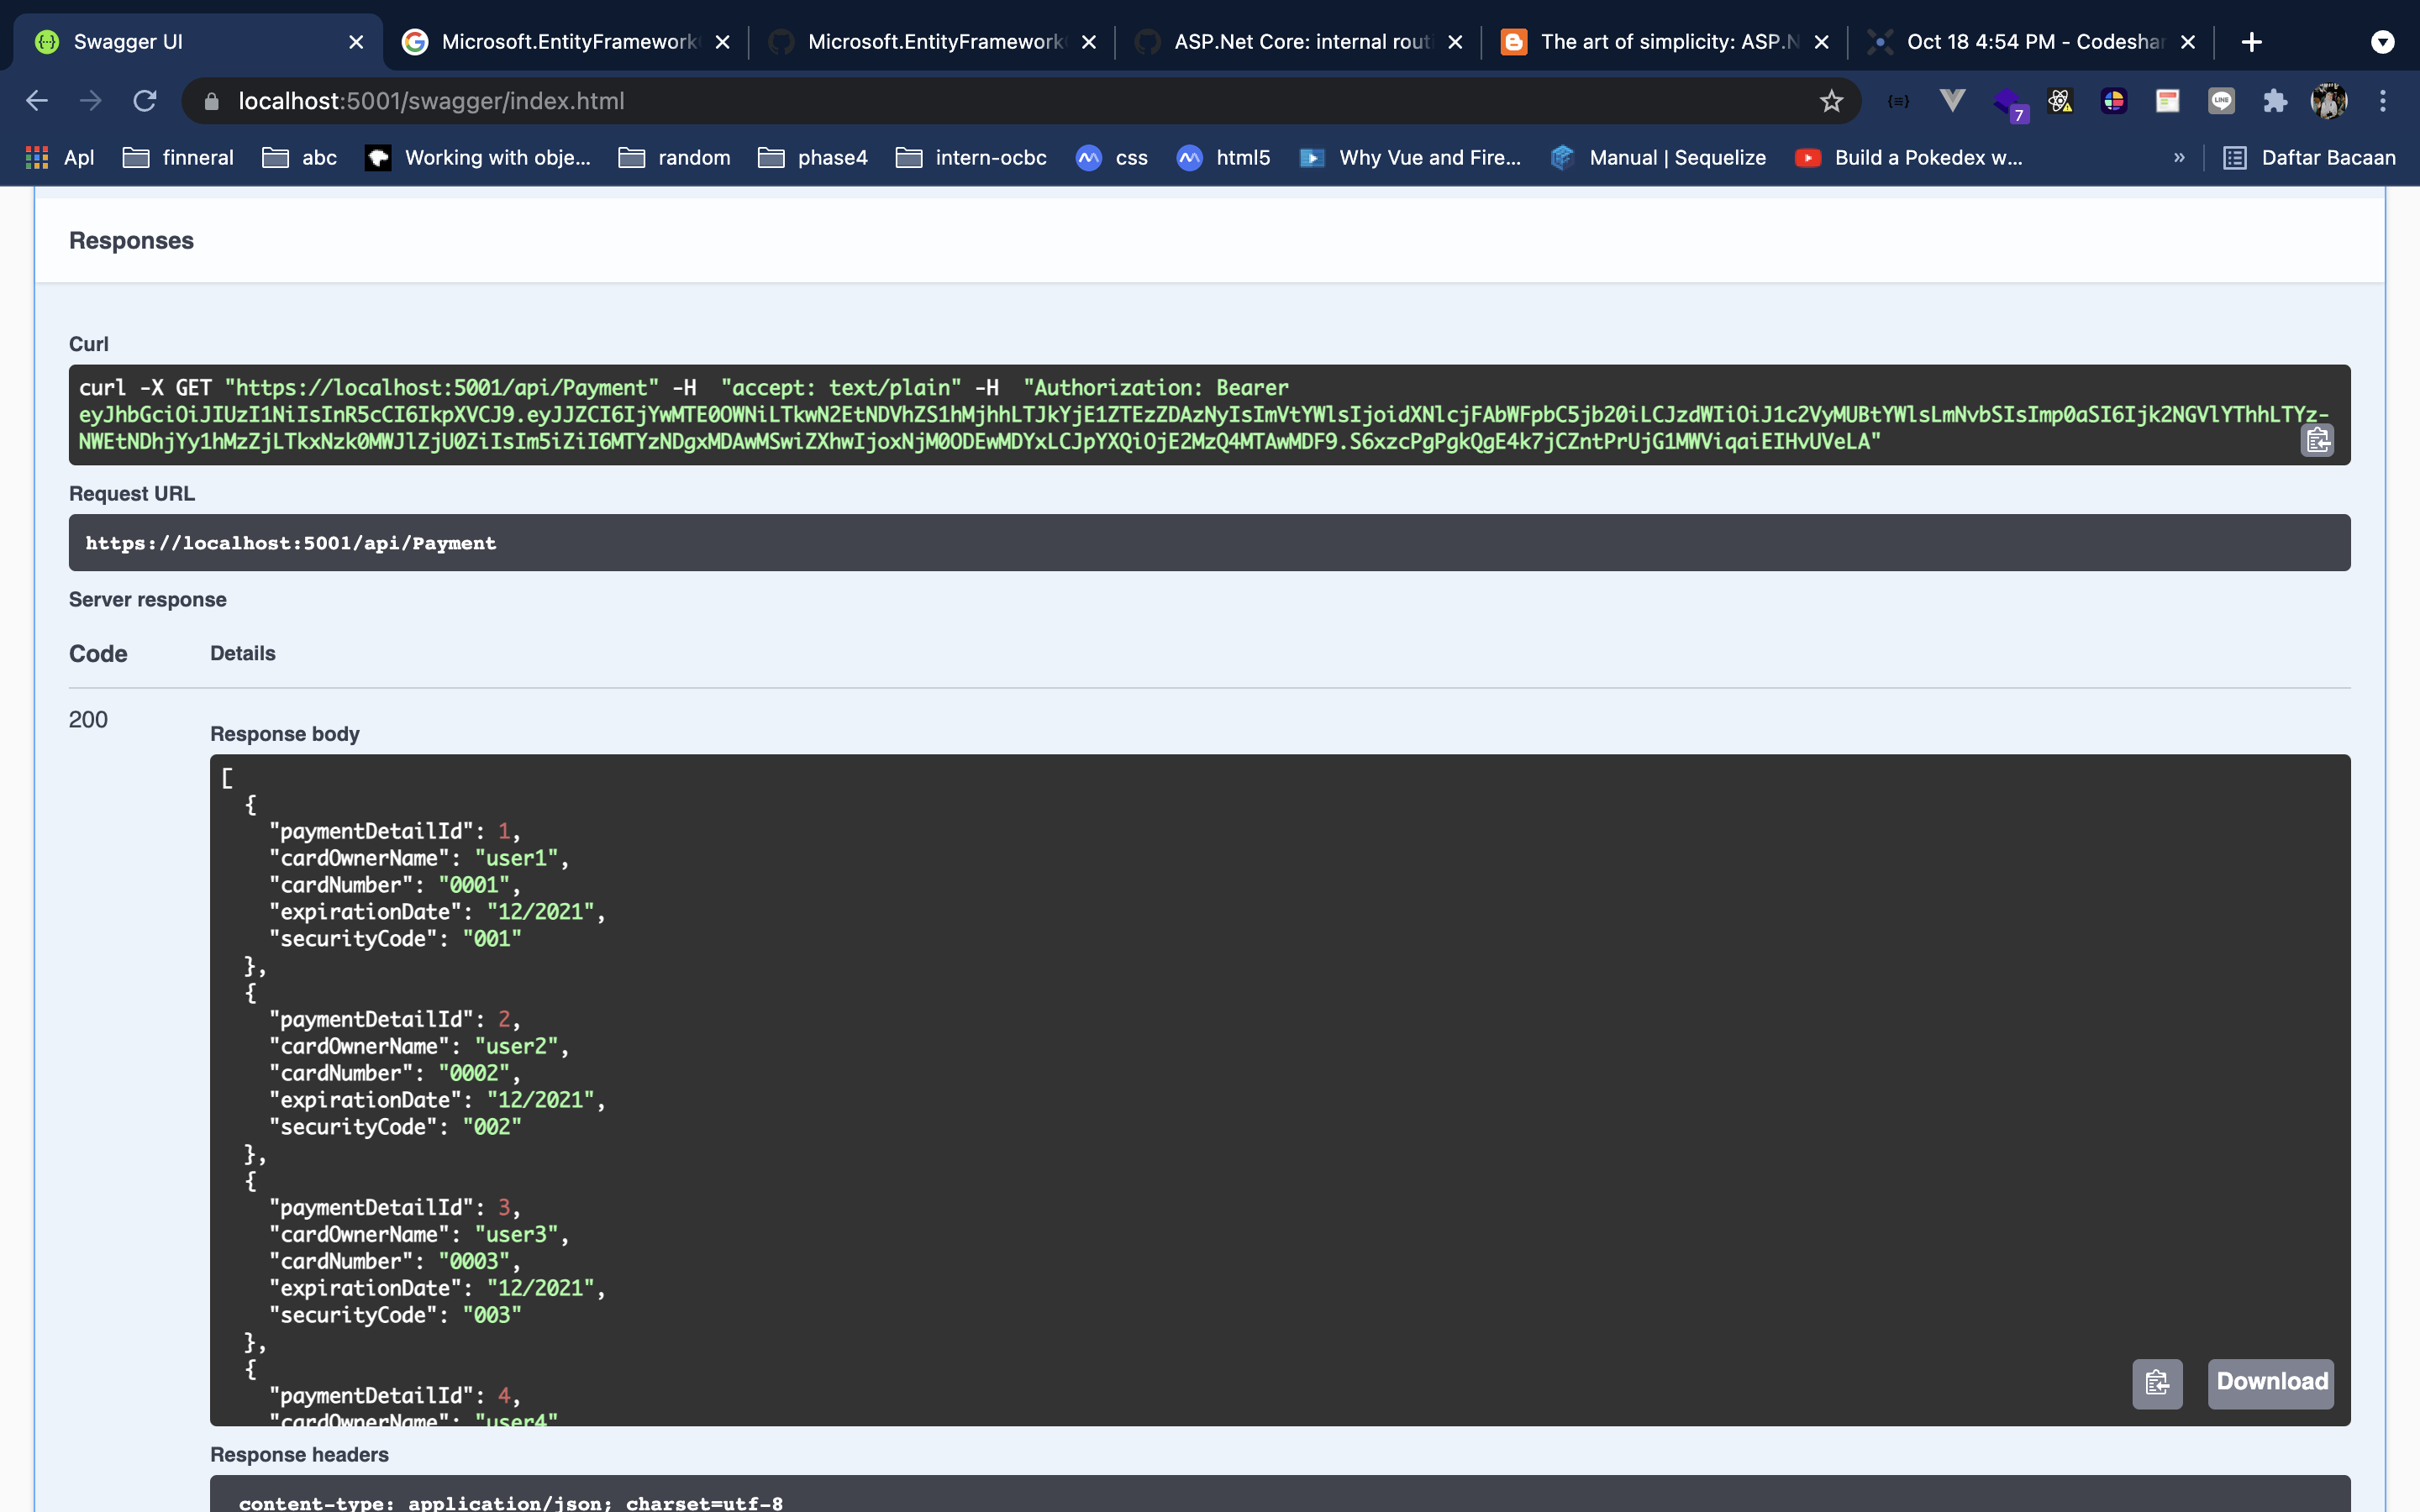 Swagger UI
Microsoft.EntityFramework
Microsoft.EntityFramework
ASP.Net Core: internal rout
The art of simplicity: ASP.N
Oct 18 4:54 PM - Codeshar
localhost:5001/swagger/index.html
7
Apl
finneral
abc
Working with obje...
random
phase4
intern-ocbc
css
html5
Why Vue and Fire...
Manual | Sequelize
Build a Pokedex w...
»
Daftar Bacaan
Responses
Curl
curl -X GET "https://localhost:5001/api/Payment" -H  "accept: text/plain" -H  "Authorization: Bearer
eyJhbGciOiJIUzI1NiIsInR5cCI6IkpXVCJ9.eyJJZCI6IjYwMTE0OWNiLTkwN2EtNDVhZS1hMjhhLTJkYjE1ZTEzZDAzNyIsImVtYWlsIjoidXNlcjFAbWFpbC5jb20iLCJzdWIiOiJ1c2VyMUBtYWlsLmNvbSIsImp0aSI6Ijk2NGVlYThhLTYz-
NWEtNDhjYy1hMzZjLTkxNzk0MWJlZjU0ZiIsIm5iZiI6MTYzNDgxMDAwMSwiZXhwIjoxNjM0ODEwMDYxLCJpYXQiOjE2MzQ4MTAwMDF9.S6xzcPgPgkQgE4k7jCZntPrUjG1MWViqaiEIHvUVeLA"
Request URL
https://localhost:5001/api/Payment
Server response
Code
Details
200
Response body
[
{
"paymentDetailId": 1,
"cardOwnerName": "user1",
"cardNumber": "0001",
"expirationDate": "12/2021",
"securityCode": "001"
},
{
"paymentDetailId": 2,
"cardOwnerName": "user2",
"cardNumber": "0002",
"expirationDate": "12/2021",
"securityCode": "002"
},
{
"paymentDetailId": 3,
"cardOwnerName": "user3",
"cardNumber": "0003",
"expirationDate": "12/2021",
"securityCode": "003"
},
{
"paymentDetailId": 4,
"cardOwnerName": "user4"
Download
Response headers
content-type: application/json; charset=utf-8